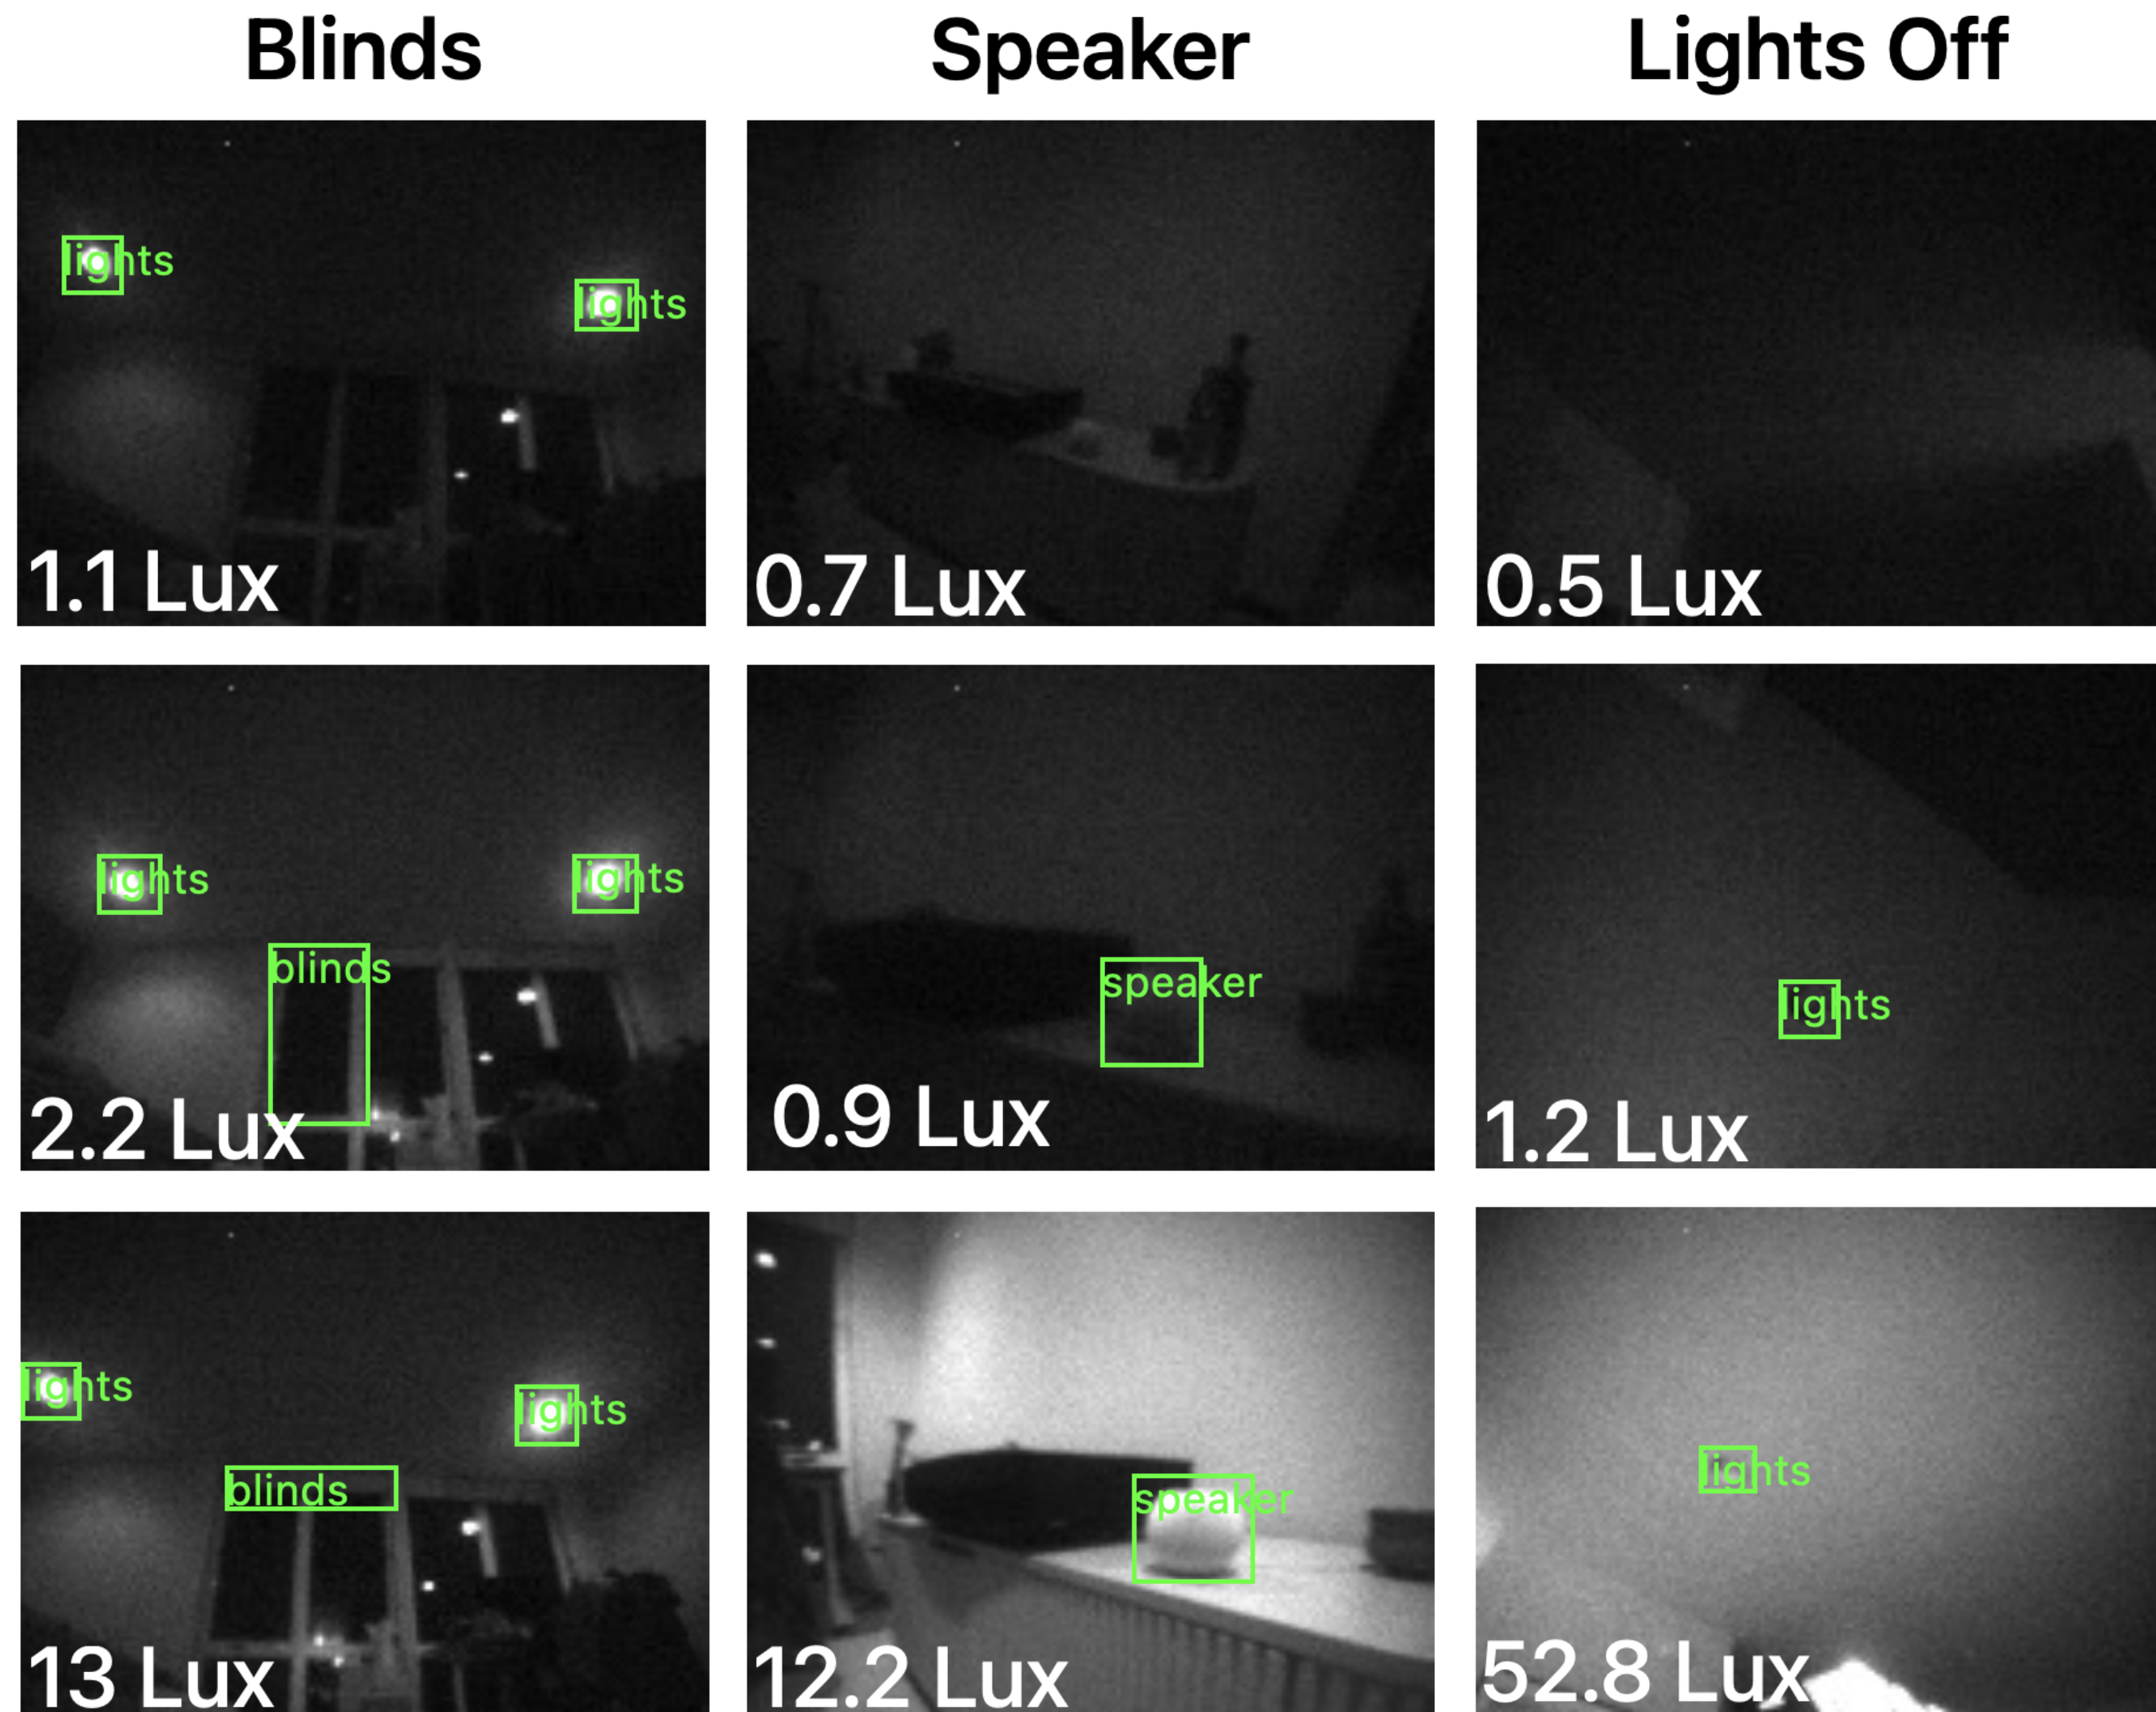 Blinds
Speaker
Lights Off
lights
lights
1.1 Lux
0.7 Lux
0.5 Lux
lights
lights
blinds
2.2 Lux
speaker
0.9 Lux
lights
1.2 Lux
lights
lights
blinds
13 Lux
speaker
12.2 Lux
lights
52.8 Lux